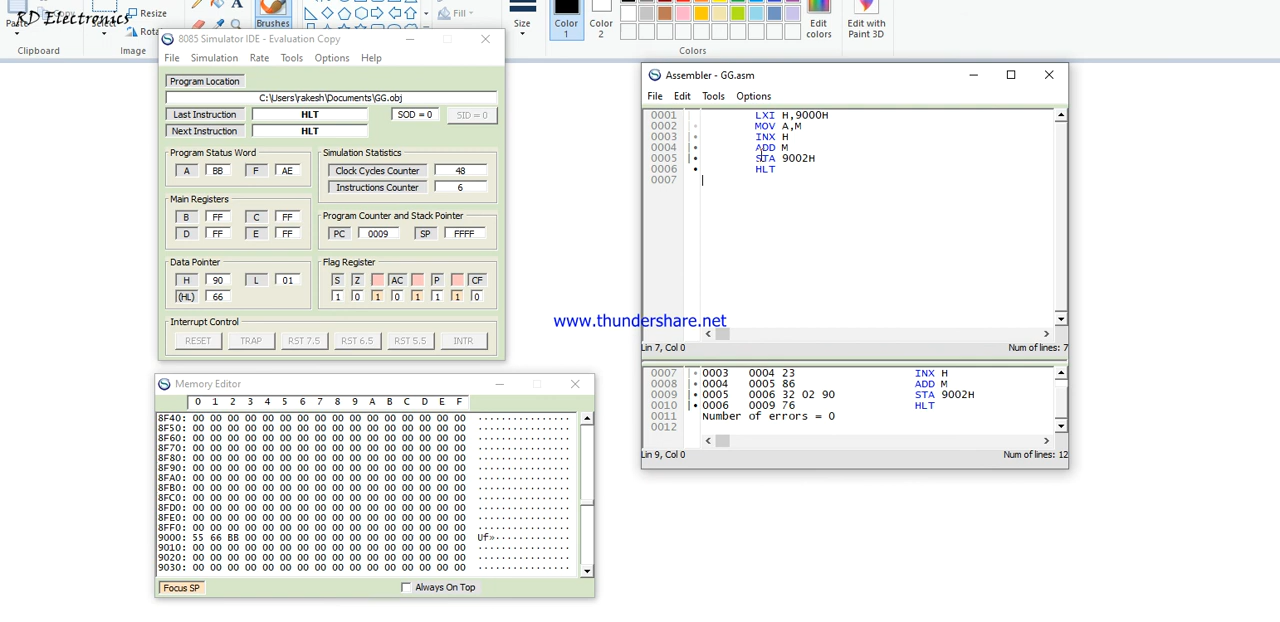 RD Electronics
Select
Resize
Rota
Brushes
Fill
Size
Color 1
Color 2
Edit colors
Edit with Paint 3D
Clipboard
Image
Colors
8085 Simulator IDE - Evaluation Copy
File Simulation Rate Tools Options Help
Program Location
C:\Users\rakesh\Documents\GG.obj
Last Instruction HLT SOD = 0 SID = 0
Next Instruction HLT
Program Status Word
A BB F AE
Simulation Statistics
Clock Cycles Counter 48
Instructions Counter 6
Main Registers
B FF C FF
D FF E FF
Program Counter and Stack Pointer
PC 0009 SP FFFF
Data Pointer
H 90 L 01
(HL) 66
Flag Register
S Z AC P CF
1 0 1 0 1 1 1 0
Interrupt Control
RESET TRAP RST 7.5 RST 6.5 RST 5.5 INTR
Memory Editor
0 1 2 3 4 5 6 7 8 9 A B C D E F
8F40: 00 00 00 00 00 00 00 00 00 00 00 00 00 00 00 00 ................
8F50: 00 00 00 00 00 00 00 00 00 00 00 00 00 00 00 00 ................
8F60: 00 00 00 00 00 00 00 00 00 00 00 00 00 00 00 00 ................
8F70: 00 00 00 00 00 00 00 00 00 00 00 00 00 00 00 00 ................
8F80: 00 00 00 00 00 00 00 00 00 00 00 00 00 00 00 00 ................
8F90: 00 00 00 00 00 00 00 00 00 00 00 00 00 00 00 00 ................
8FA0: 00 00 00 00 00 00 00 00 00 00 00 00 00 00 00 00 ................
8FB0: 00 00 00 00 00 00 00 00 00 00 00 00 00 00 00 00 ................
8FC0: 00 00 00 00 00 00 00 00 00 00 00 00 00 00 00 00 ................
8FD0: 00 00 00 00 00 00 00 00 00 00 00 00 00 00 00 00 ................
8FE0: 00 00 00 00 00 00 00 00 00 00 00 00 00 00 00 00 ................
8FF0: 00 00 00 00 00 00 00 00 00 00 00 00 00 00 00 00 ................
9000: 55 66 BB 00 00 00 00 00 00 00 00 00 00 00 00 00 Uf».............
9010: 00 00 00 00 00 00 00 00 00 00 00 00 00 00 00 00 ................
9020: 00 00 00 00 00 00 00 00 00 00 00 00 00 00 00 00 ................
9030: 00 00 00 00 00 00 00 00 00 00 00 00 00 00 00 00 ................
Focus SP Always On Top
Assembler - GG.asm
File Edit Tools Options
0001 LXI H,9000H
0002 MOV A,M
0003 INX H
0004 ADD M
0005 STA 9002H
0006 HLT
0007
Lin 7, Col 0 Num of lines: 7
0007 0003 0004 23 INX H
0008 0004 0005 86 ADD M
0009 0005 0006 32 02 90 STA 9002H
0010 0006 0009 76 HLT
0011 Number of errors = 0
0012
Lin 9, Col 0 Num of lines: 12
www.thundershare.net